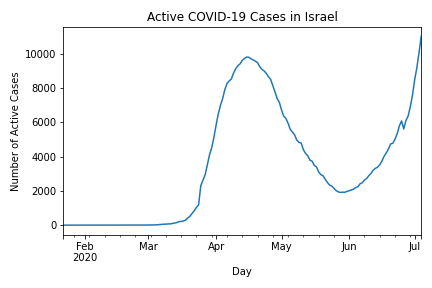 Active COVID-19 Cases in Israel
Number of Active Cases
10000
8000
6000
4000
2000
0
Feb Mar Apr May Jun Jul
2020
Day